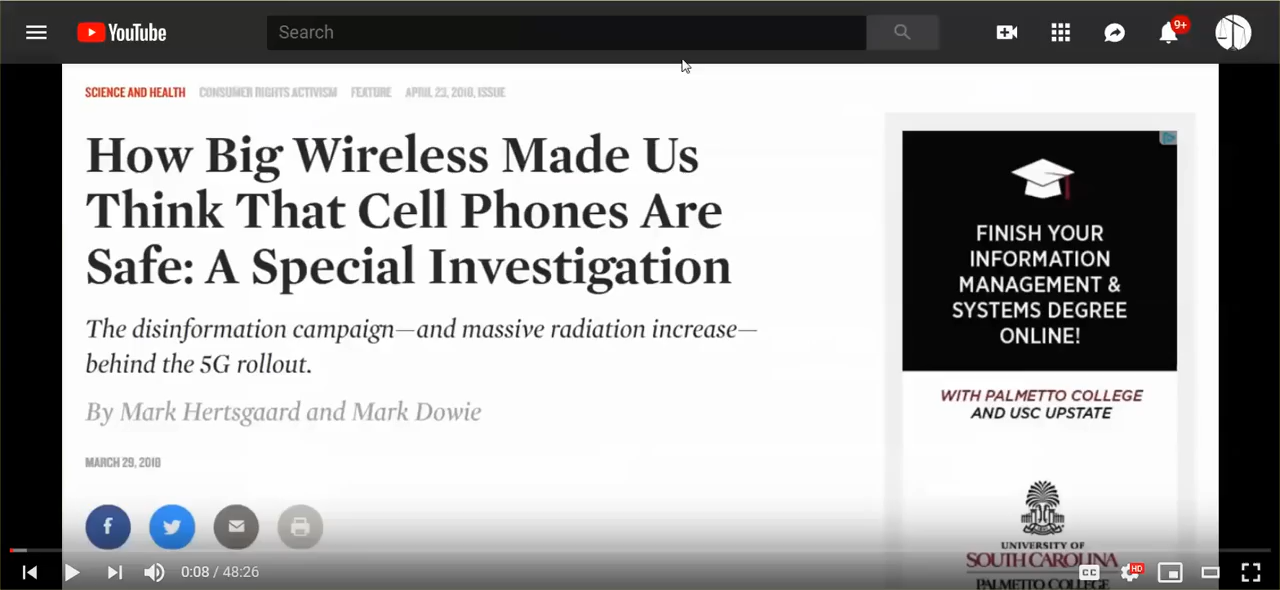 YouTube
Search
9+
SCIENCE AND HEALTH CONSUMER RIGHTS ACTIVISM FEATURE APRIL 23, 2018, ISSUE
How Big Wireless Made Us
Think That Cell Phones Are
Safe: A Special Investigation
The disinformation campaign—and massive radiation increase—
behind the 5G rollout.
By Mark Hertsgaard and Mark Dowie
MARCH 29, 2018
f
FINISH YOUR
INFORMATION
MANAGEMENT &
SYSTEMS DEGREE
ONLINE!
WITH PALMETTO COLLEGE
AND USC UPSTATE
UNIVERSITY OF
SOUTH CAROLINA
PALMETTO COLLEGE
0:08 / 48:26
CC
HD